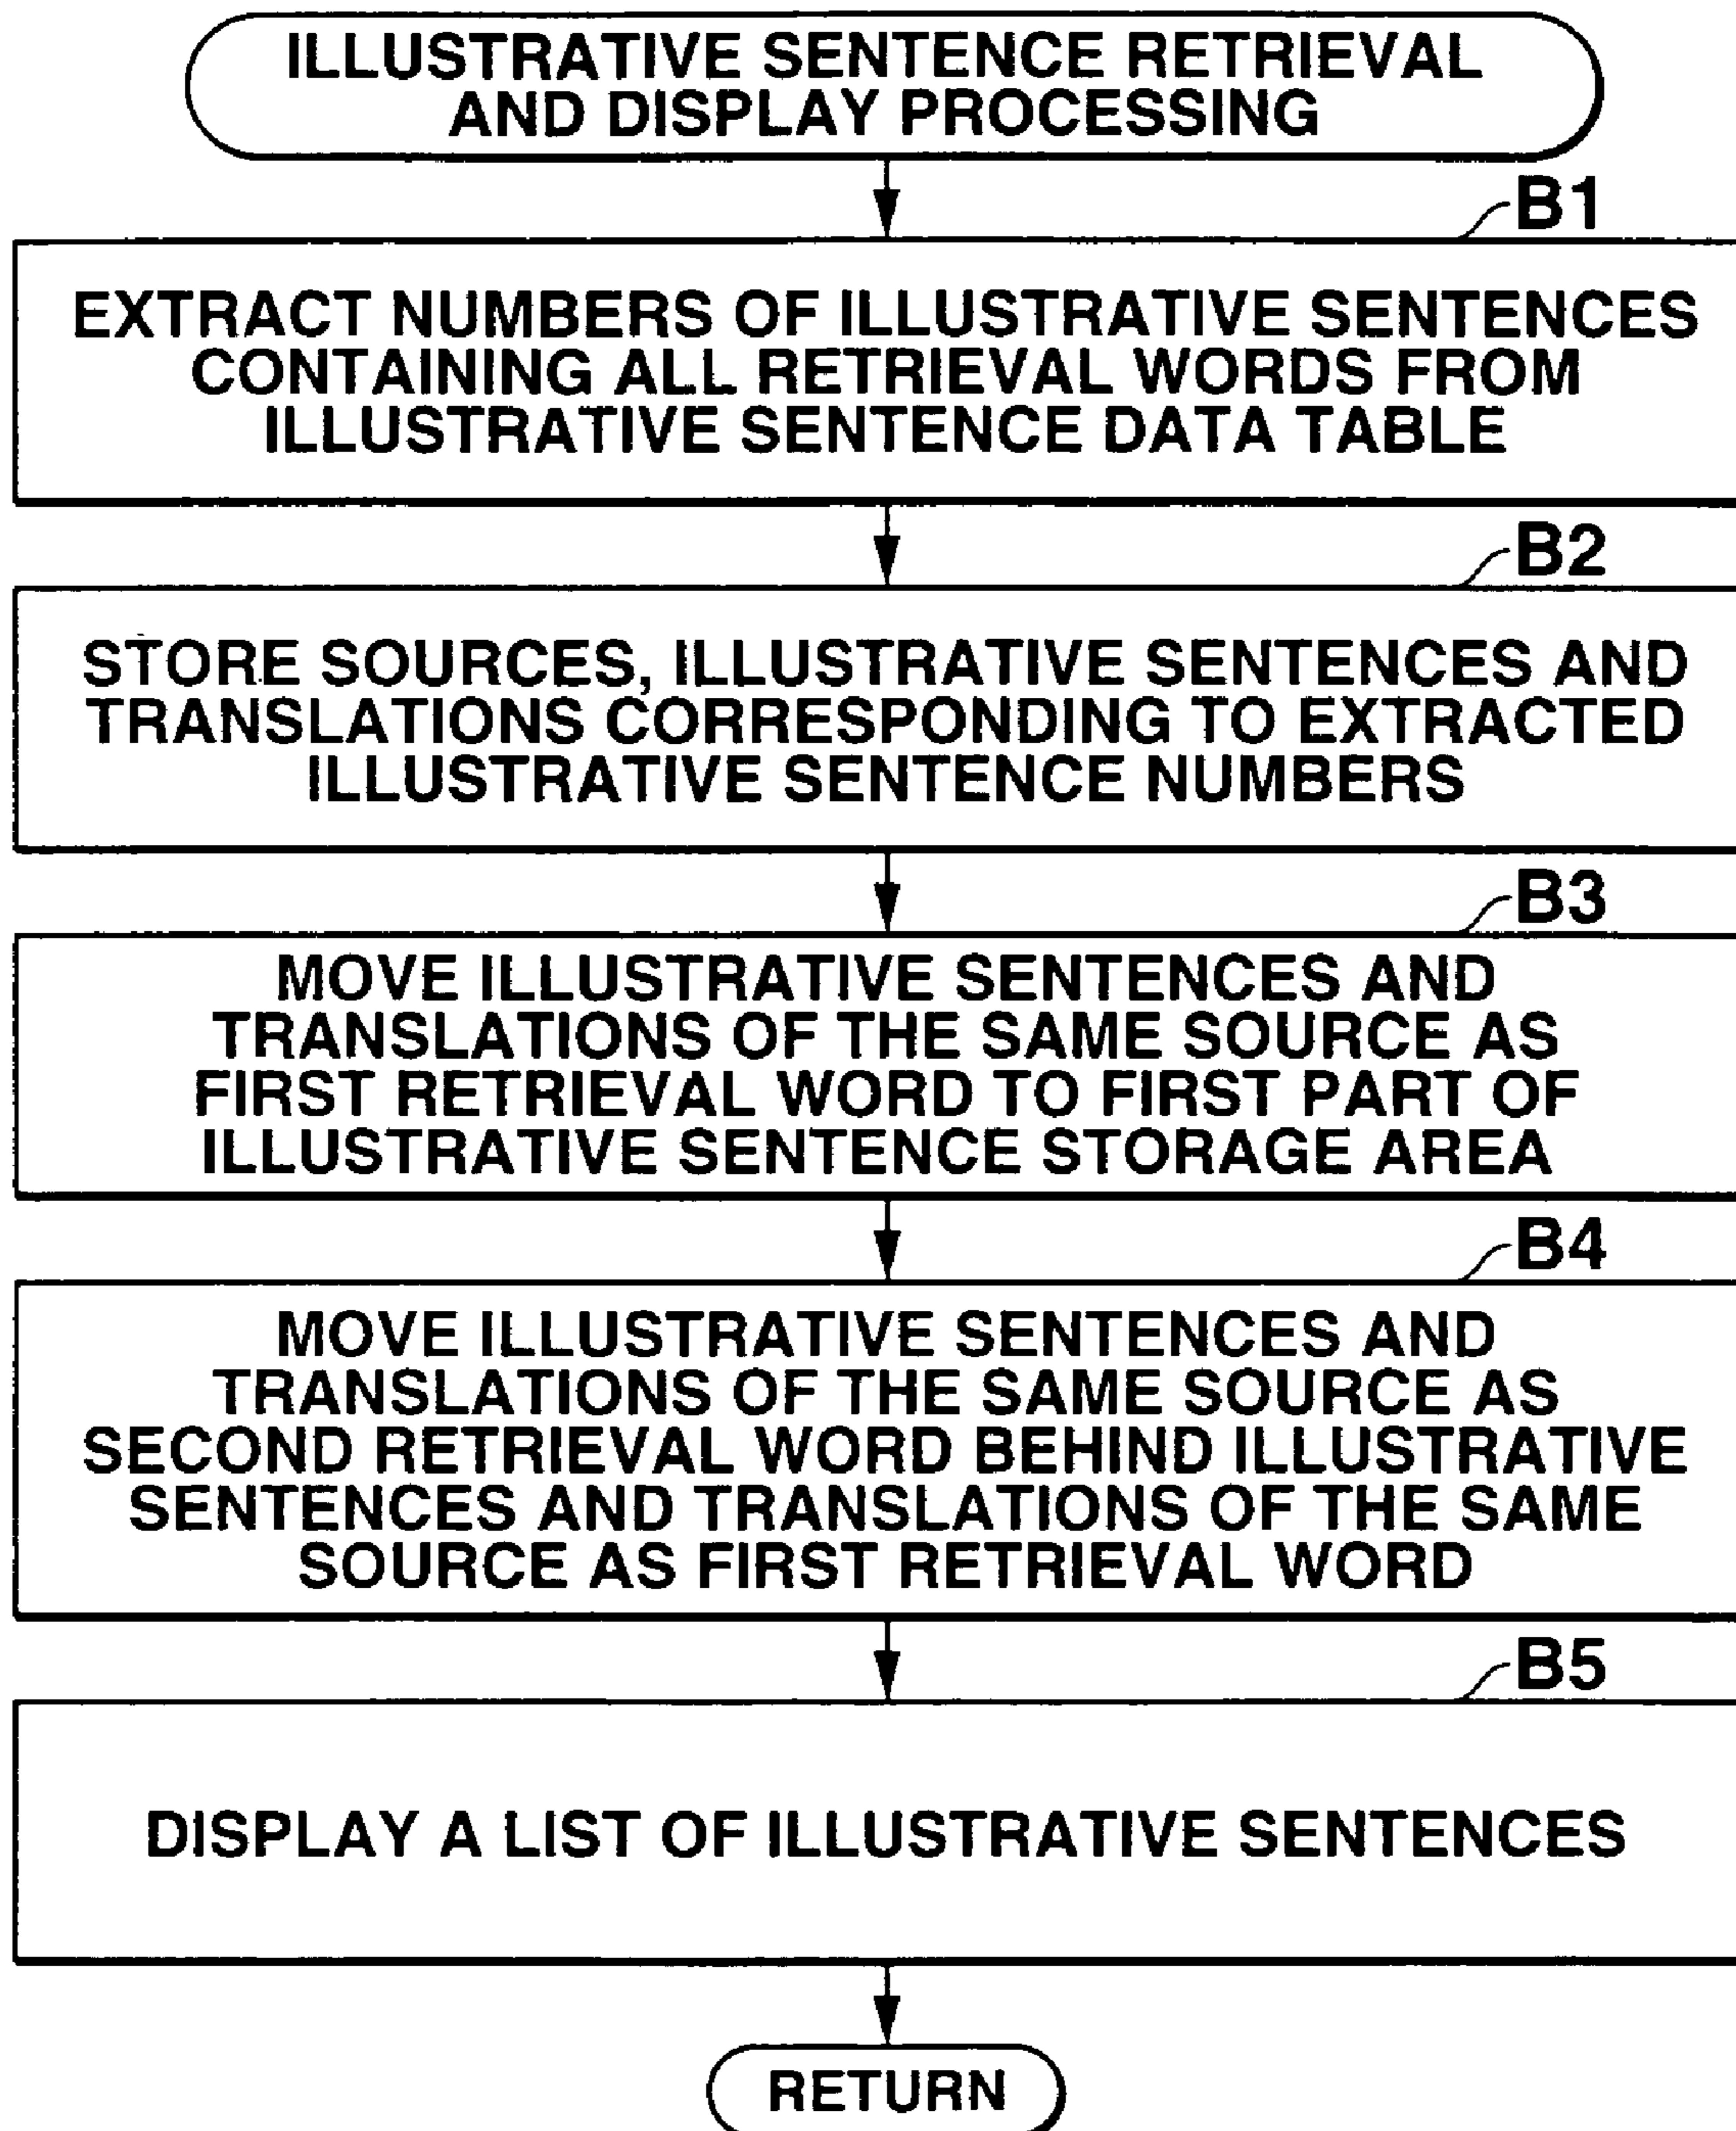 ILLUSTRATIVE SENTENCE RETRIEVAL
AND DISPLAY PROCESSING
B1
EXTRACT NUMBERS OF ILLUSTRATIVE SENTENCES
CONTAINING ALL RETRIEVAL WORDS FROM
ILLUSTRATIVE SENTENCE DATA TABLE
B2
STORE SOURCES, ILLUSTRATIVE SENTENCES AND
TRANSLATIONS CORRESPONDING TO EXTRACTED
ILLUSTRATIVE SENTENCE NUMBERS
B3
MOVE ILLUSTRATIVE SENTENCES AND
TRANSLATIONS OF THE SAME SOURCE AS
FIRST RETRIEVAL WORD TO FIRST PART OF
ILLUSTRATIVE SENTENCE STORAGE AREA
B4
MOVE ILLUSTRATIVE SENTENCES AND
TRANSLATIONS OF THE SAME SOURCE AS
SECOND RETRIEVAL WORD BEHIND ILLUSTRATIVE
SENTENCES AND TRANSLATIONS OF THE SAME
SOURCE AS FIRST RETRIEVAL WORD
B5
DISPLAY A LIST OF ILLUSTRATIVE SENTENCES
RETURN